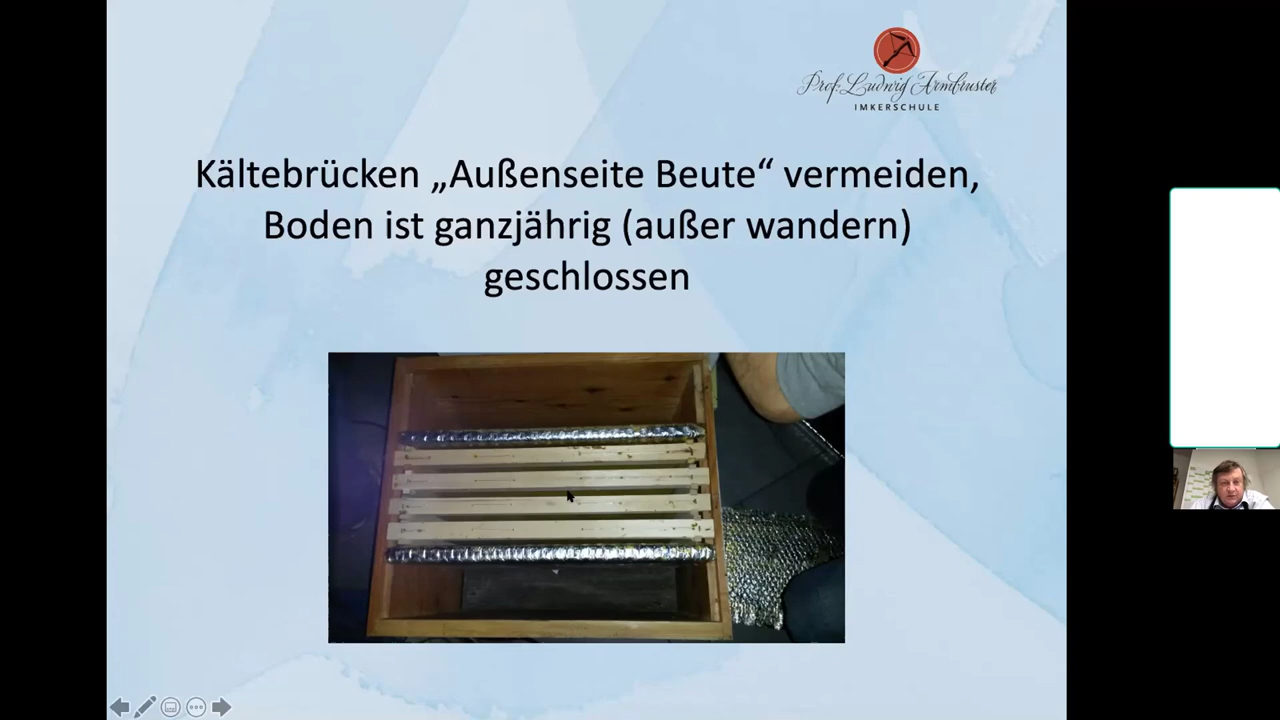 Prof. Ludwig Armbruster
IMKERSCHULE
Kältebrücken „Außenseite Beute“ vermeiden,
Boden ist ganzjährig (außer wandern)
geschlossen